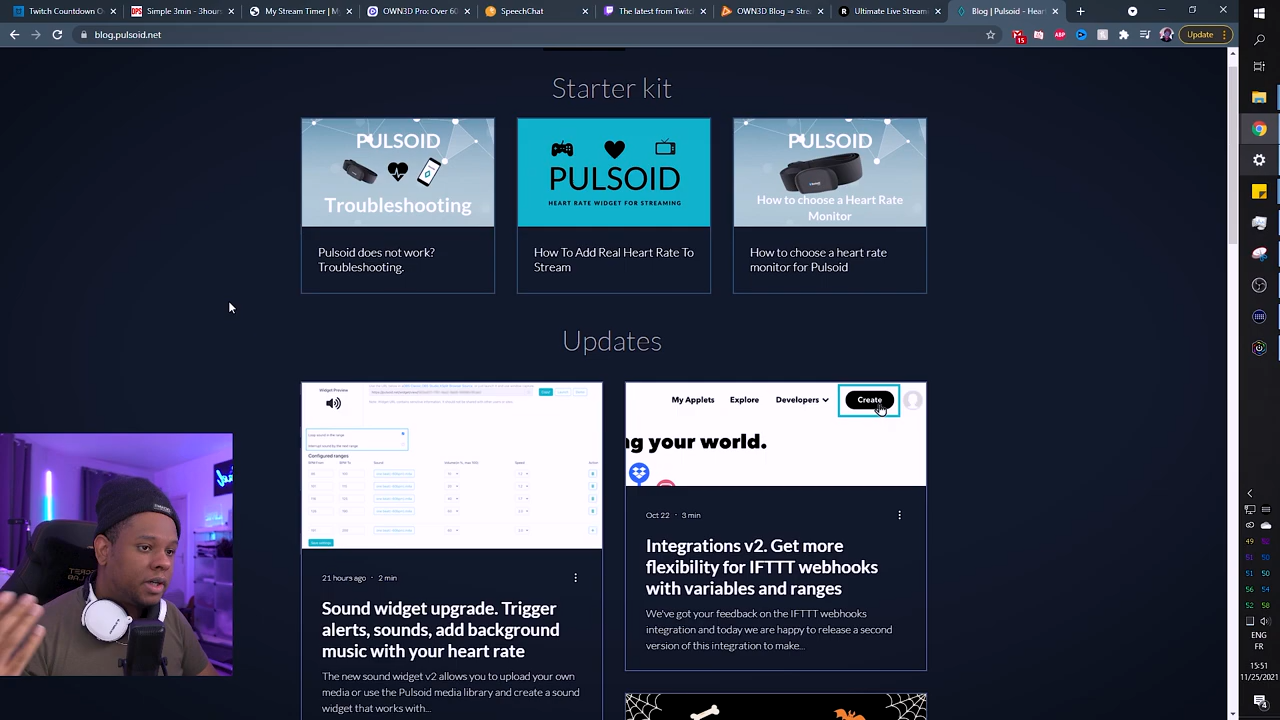 Twitch Countdown O
Simple 3min - 3hours
My Stream Timer | M
OWN3D Pro: Over 60
SpeechChat
The latest from Twitch
OWN3D ⇨ Strea
Ultimate Live Stream
Blog | Pulsoid - Hear
blog.pulsoid.net
15
ABP
Update
Starter kit
PULSOID
Troubleshooting
Pulsoid does not work?
Troubleshooting.
PULSOID
HEART RATE WIDGET FOR STREAMING
How To Add Real Heart Rate To
Stream
PULSOID
How to choose a Heart Rate
Monitor
How to choose a heart rate
monitor for Pulsoid
Updates
Widget Preview
Configured ranges
Sound
Speed
21 hours ago · 2 min
Sound widget upgrade. Trigger
alerts, sounds, add background
music with your heart rate
The new sound widget v2 allows you to upload your own
media or use the Pulsoid media library and create a sound
widget that works with...
My Applets
Explore
Developers
Create
ng your world.
Oct 22 · 3 min
Integrations v2. Get more
flexibility for IFTTT webhooks
with variables and ranges
We've got your feedback on the IFTTT webhooks
integration and today we are happy to release a second
version of this integration to make...
ENG
FR
15:51
11/25/2021